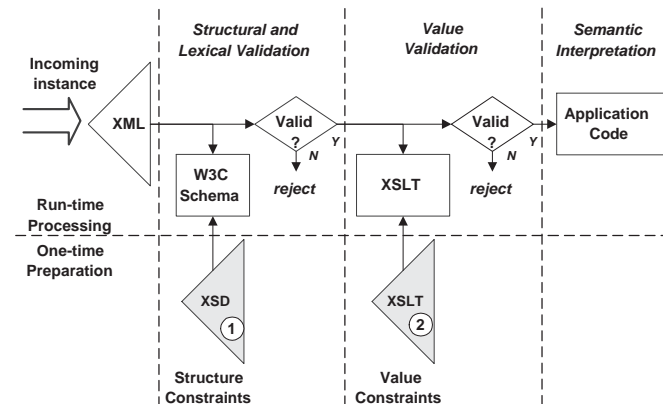 Structural and
Lexical Validation
Value
Validation
Semantic
Interpretation
Incoming
instance
XML
Valid
?
Y
N
reject
Valid
?
Y
N
reject
Application
Code
W3C
Schema
XSLT
Run-time
Processing
One-time
Preparation
XSD
1
XSLT
2
Structure
Constraints
Value
Constraints